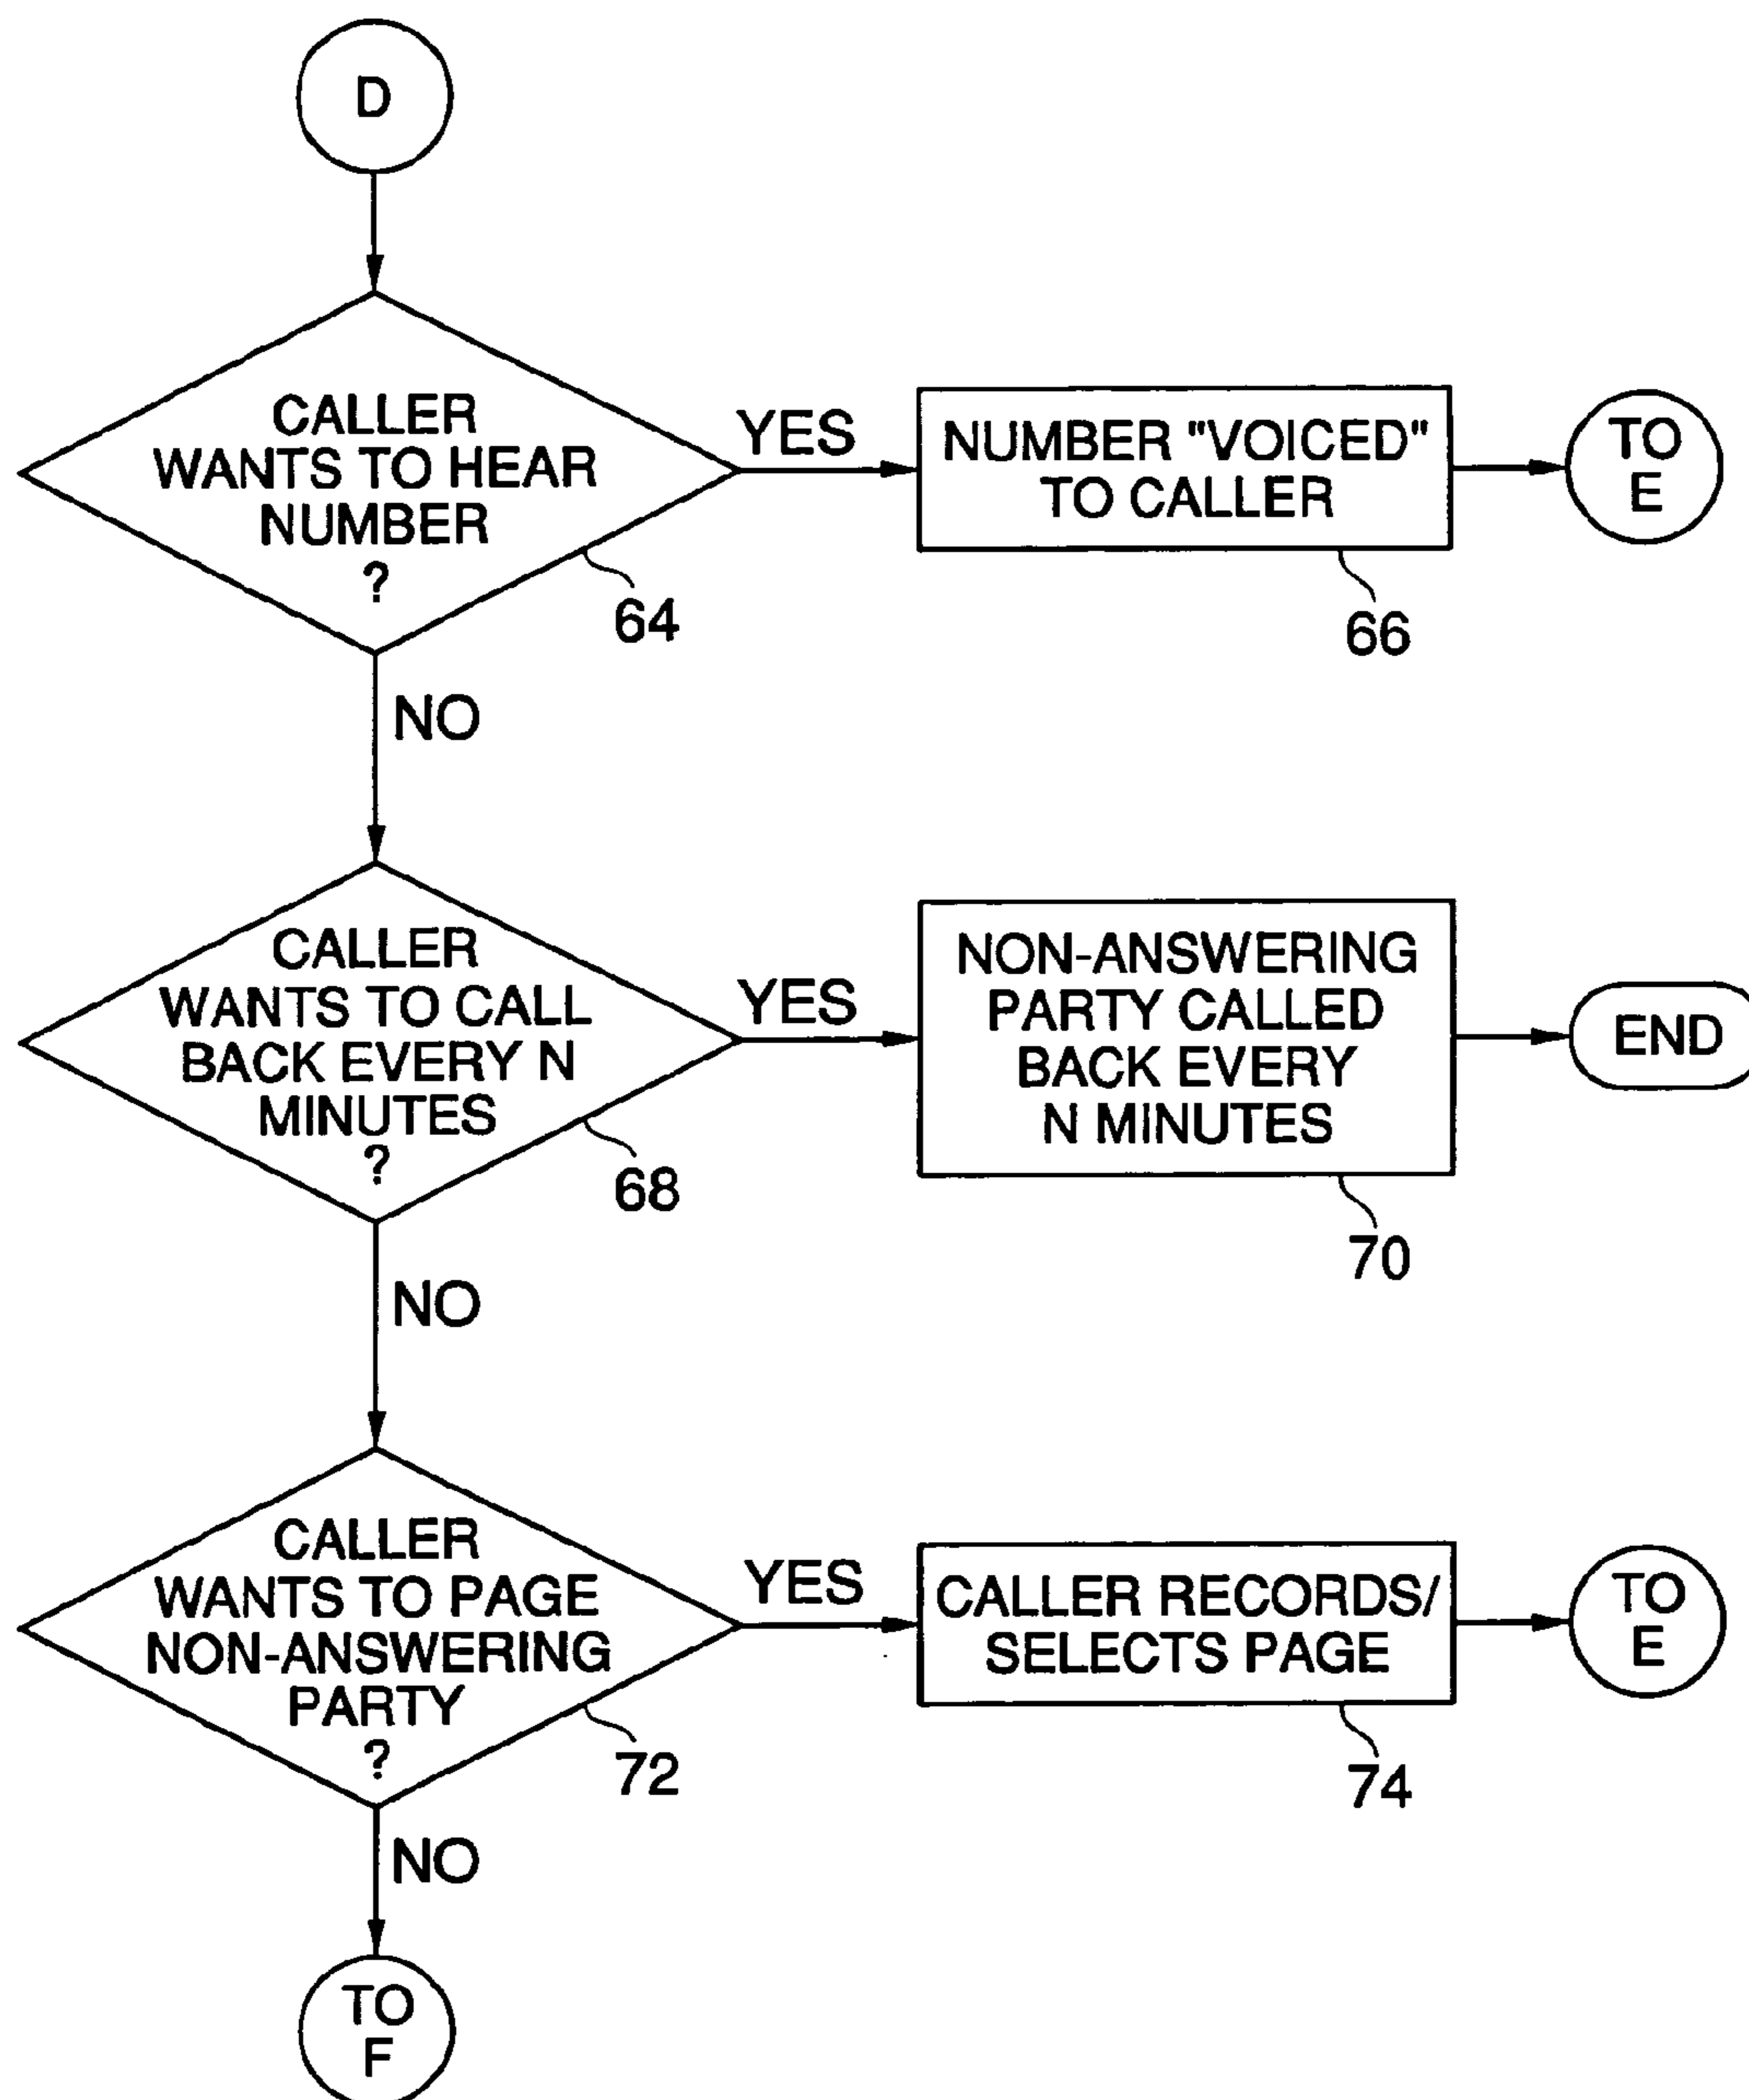 D
CALLER
WANTS TO HEAR
NUMBER
?
64
YES
NUMBER "VOICED"
TO CALLER
66
TO
E
NO
CALLER
WANTS TO CALL
BACK EVERY N
MINUTES
?
68
YES
NON-ANSWERING
PARTY CALLED
BACK EVERY
N MINUTES
70
END
NO
CALLER
WANTS TO PAGE
NON-ANSWERING
PARTY
?
72
YES
CALLER RECORDS/
SELECTS PAGE
74
TO
E
NO
TO
F